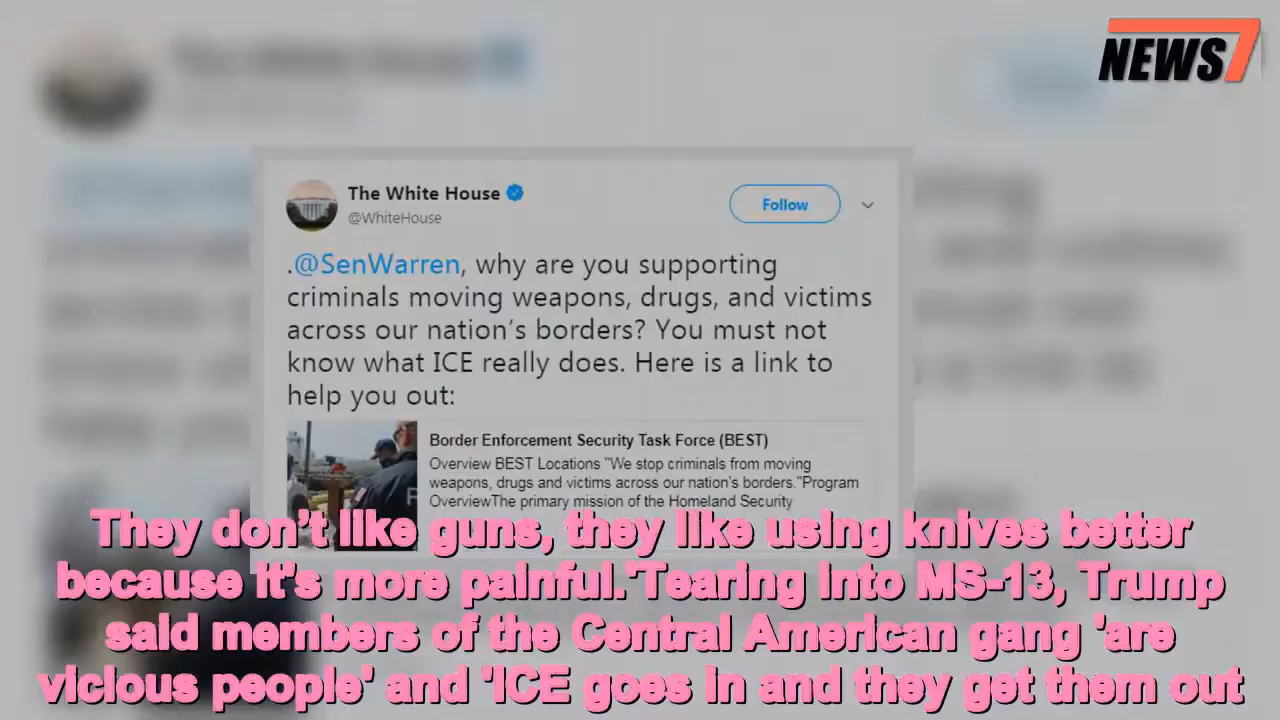 NEWS7
The White House
@WhiteHouse
Follow
.@SenWarren, why are you supporting
criminals moving weapons, drugs, and victims
across our nation’s borders? You must not
know what ICE really does. Here is a link to
help you out:
Border Enforcement Security Task Force (BEST)
Overview BEST Locations "We stop criminals from moving
weapons, drugs and victims across our nation's borders."Program
OverviewThe primary mission of the Homeland Security
They don’t like guns, they like using knives better
because it's more painful.'Tearing into MS-13, Trump
said members of the Central American gang 'are
vicious people' and 'ICE goes in and they get them out